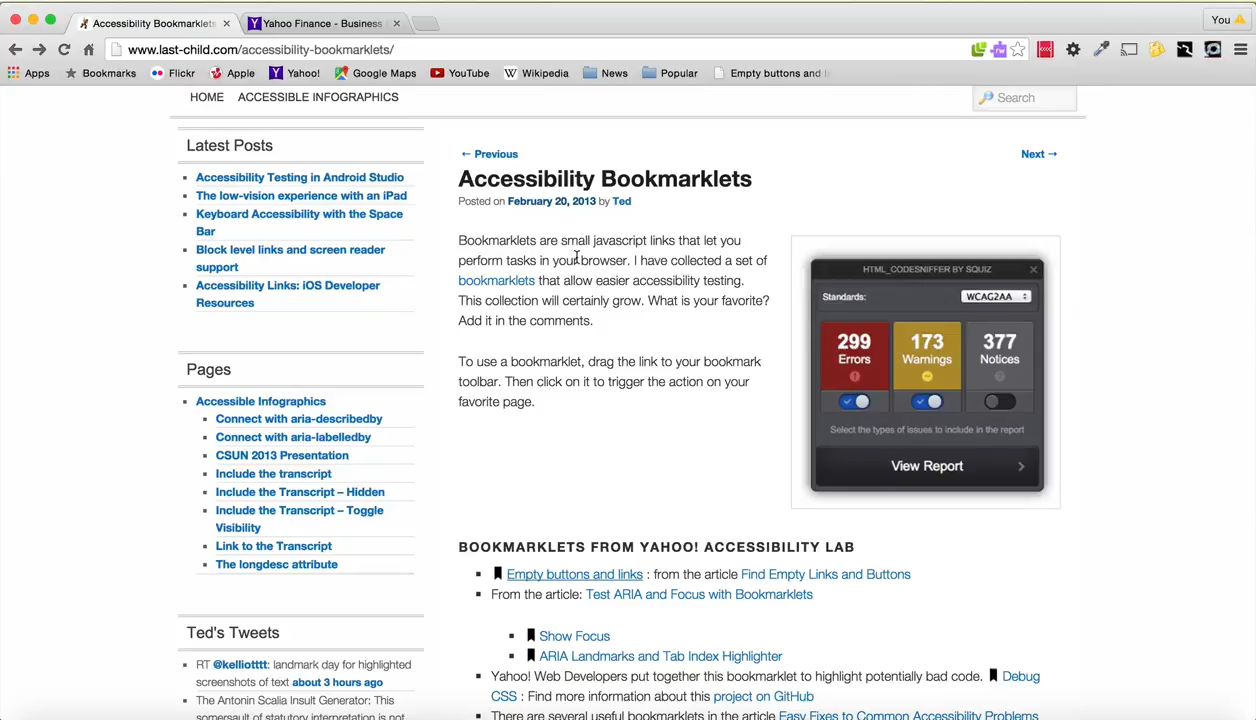 Accessibility Bookmarklets
Yahoo Finance - Business
You
www.last-child.com/accessibility-bookmarklets/
Apps
Bookmarks
Flickr
Apple
Yahoo!
Google Maps
YouTube
Wikipedia
News
Popular
Empty buttons and li
HOME
ACCESSIBLE INFOGRAPHICS
Search
Latest Posts
Accessibility Testing in Android Studio
The low-vision experience with an iPad
Keyboard Accessibility with the Space
Bar
Block level links and screen reader
support
Accessibility Links: iOS Developer
Resources
Pages
Accessible Infographics
Connect with aria-describedby
Connect with aria-labelledby
CSUN 2013 Presentation
Include the transcript
Include the Transcript – Hidden
Include the Transcript – Toggle
Visibility
Link to the Transcript
The longdesc attribute
Ted's Tweets
RT @kelliotttt: landmark day for highlighted
screenshots of text about 3 hours ago
The Antonin Scalia Insult Generator: This
somersault of statutory interpretation is not
← Previous
Next →
Accessibility Bookmarklets
Posted on February 20, 2013 by Ted
Bookmarklets are small javascript links that let you
perform tasks in your browser. I have collected a set of
bookmarklets that allow easier accessibility testing.
This collection will certainly grow. What is your favorite?
Add it in the comments.
To use a bookmarklet, drag the link to your bookmark
toolbar. Then click on it to trigger the action on your
favorite page.
HTML_CODESNIFFER BY SQUIZ
Standards:
WCAG2AA
299
Errors
173
Warnings
377
Notices
Select the types of issues to include in the report
View Report
BOOKMARKLETS FROM YAHOO! ACCESSIBILITY LAB
Empty buttons and links : from the article Find Empty Links and Buttons
From the article: Test ARIA and Focus with Bookmarklets
Show Focus
ARIA Landmarks and Tab Index Highlighter
Yahoo! Web Developers put together this bookmarklet to highlight potentially bad code. Debug
CSS : Find more information about this project on GitHub
There are several useful bookmarklets in the article Easy Fixes to Common Accessibility Problems